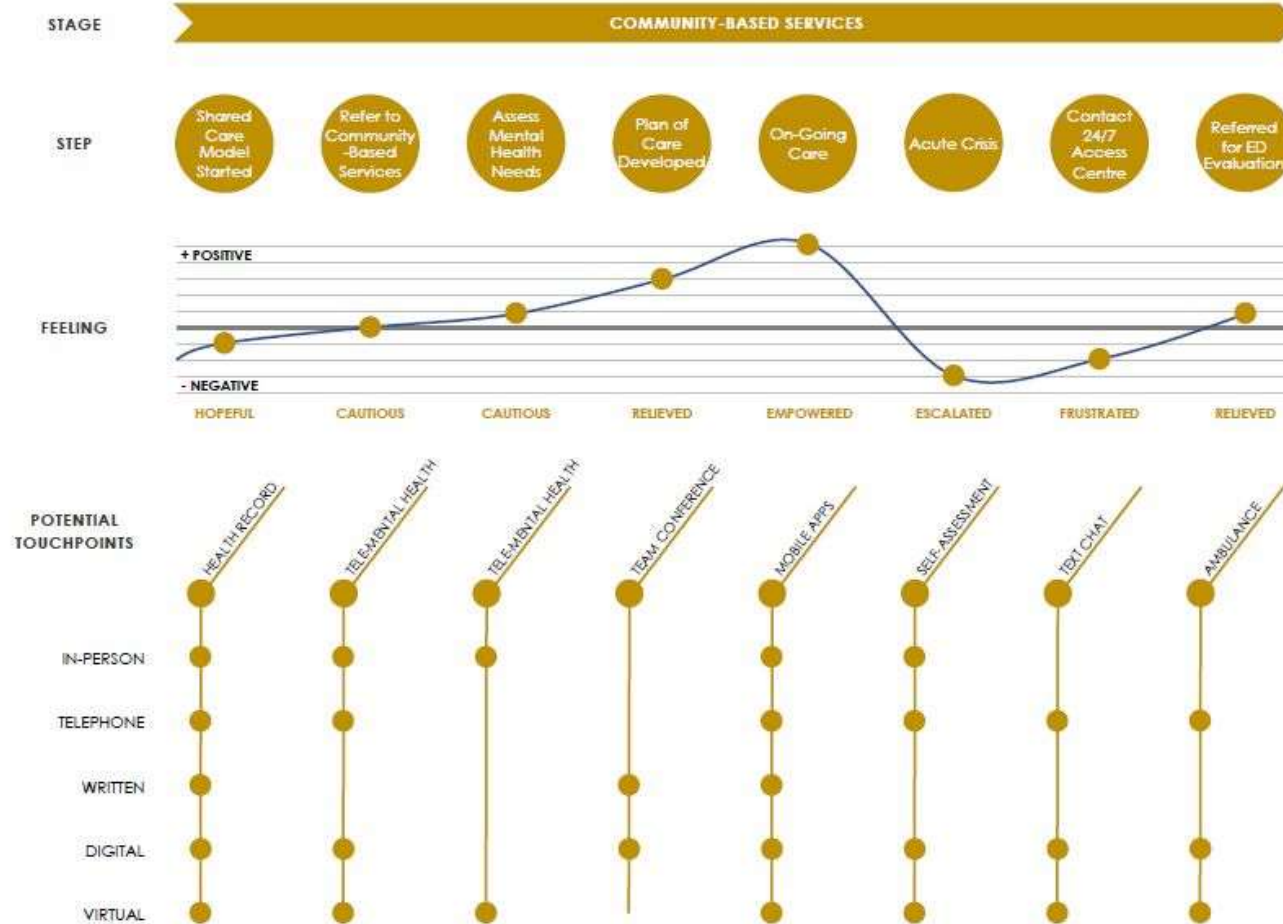 STAGE
COMMUNITY-BASED SERVICES
STEP
Shared
Care
Model
Started
Refer to
Community
-Based
Services
Assess
Mental
Health
Needs
Plan of
Care
Developed
On-Going
Care
Acute Crisis
Contact
24/7
Access
Centre
Referred
for ED
Evaluation
+ POSITIVE
FEELING
- NEGATIVE
HOPEFUL
CAUTIOUS
CAUTIOUS
RELIEVED
EMPOWERED
ESCALATED
FRUSTRATED
RELIEVED
POTENTIAL
TOUCHPOINTS
HEALTH RECORD
TELE-MENTAL HEALTH
TELE-MENTAL HEALTH
TEAM CONFERENCE
MOBILE APPS
SELF-ASSESSMENT
TEXT CHAT
AMBULANCE
IN-PERSON
TELEPHONE
WRITTEN
DIGITAL
VIRTUAL